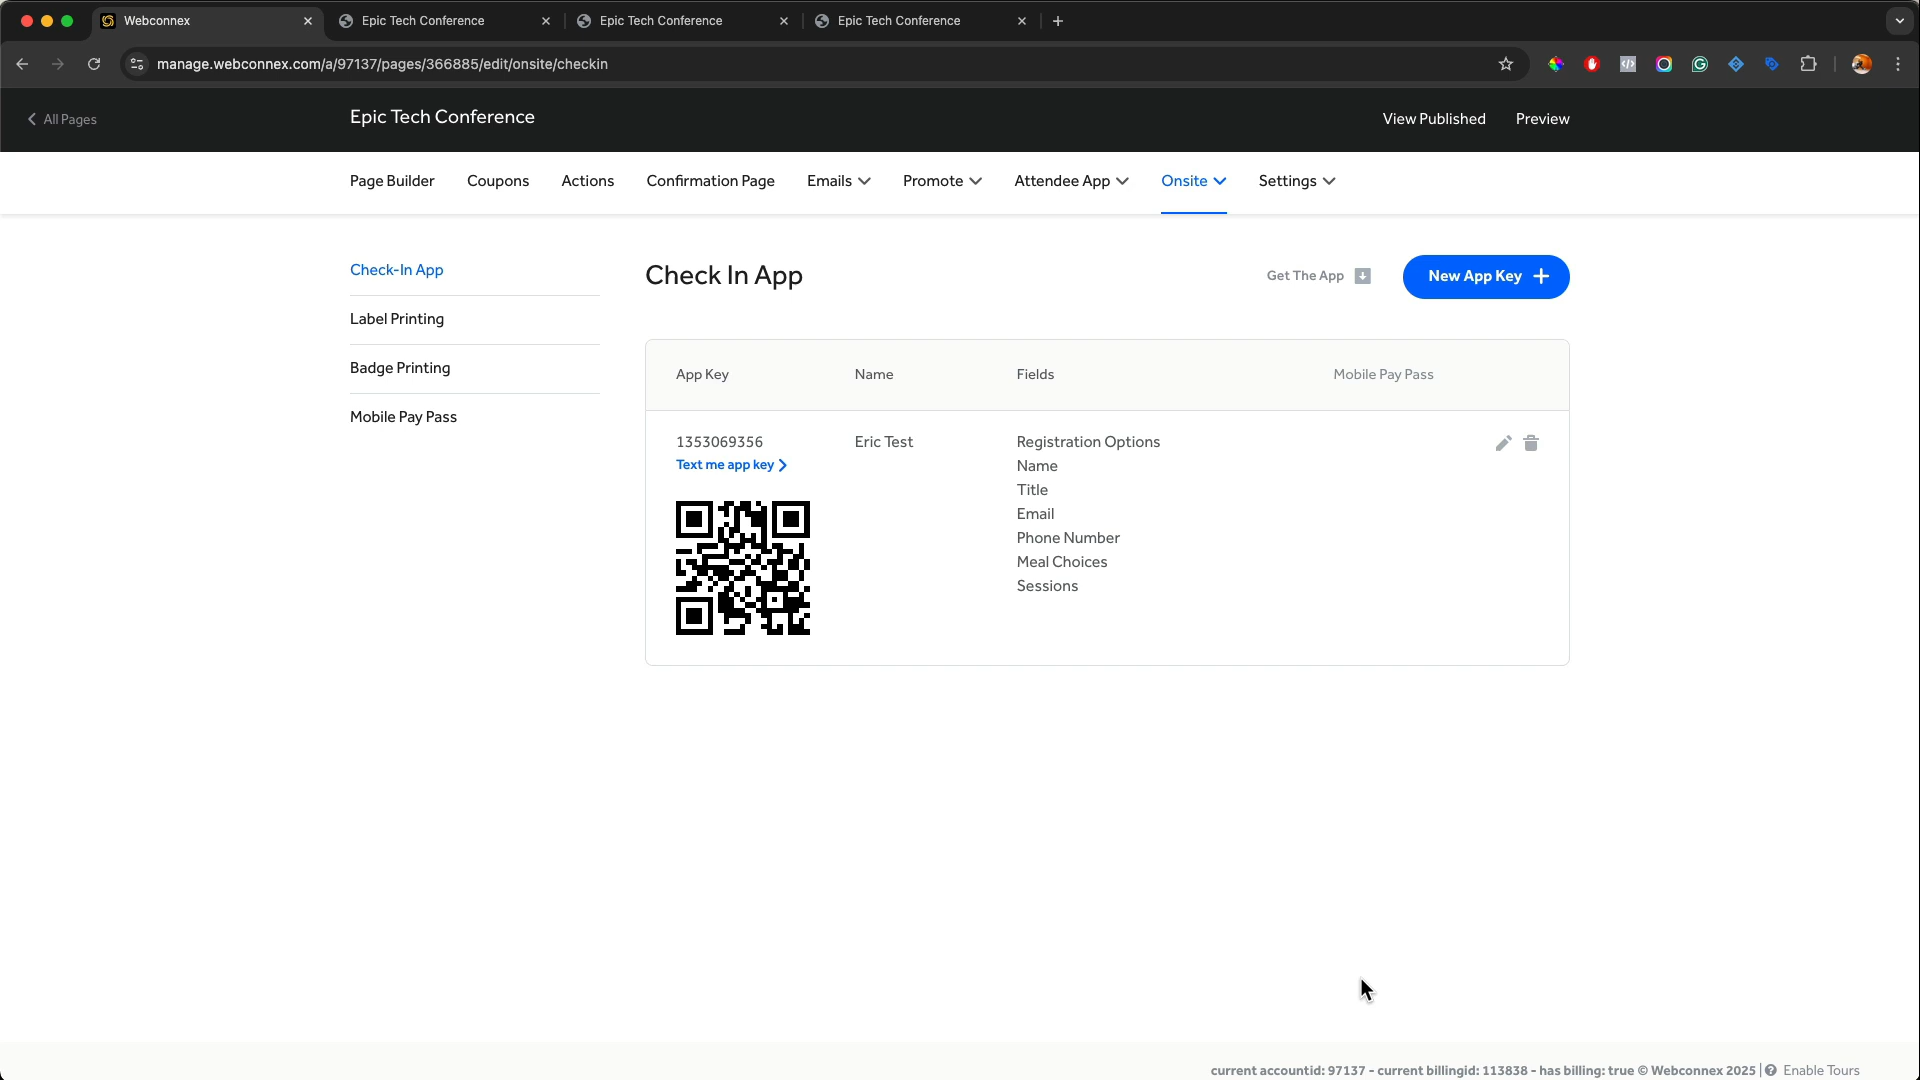 Webconnex
Epic Tech Conference
Epic Tech Conference
Epic Tech Conference
manage.webconnex.com/a/97137/pages/366885/edit/onsite/checkin
All Pages
Epic Tech Conference
View Published
Preview
Page Builder
Coupons
Actions
Confirmation Page
Emails
Promote
Attendee App
Onsite
Settings
Check-In App
Label Printing
Badge Printing
Mobile Pay Pass
Check In App
Get The App
New App Key
App Key
Name
Fields
Mobile Pay Pass
1353069356
Text me app key
Eric Test
Registration Options
Name
Title
Email
Phone Number
Meal Choices
Sessions
current accountid: 97137 - current billingid: 113838 - has billing: true © Webconnex 2025 | Enable Tours